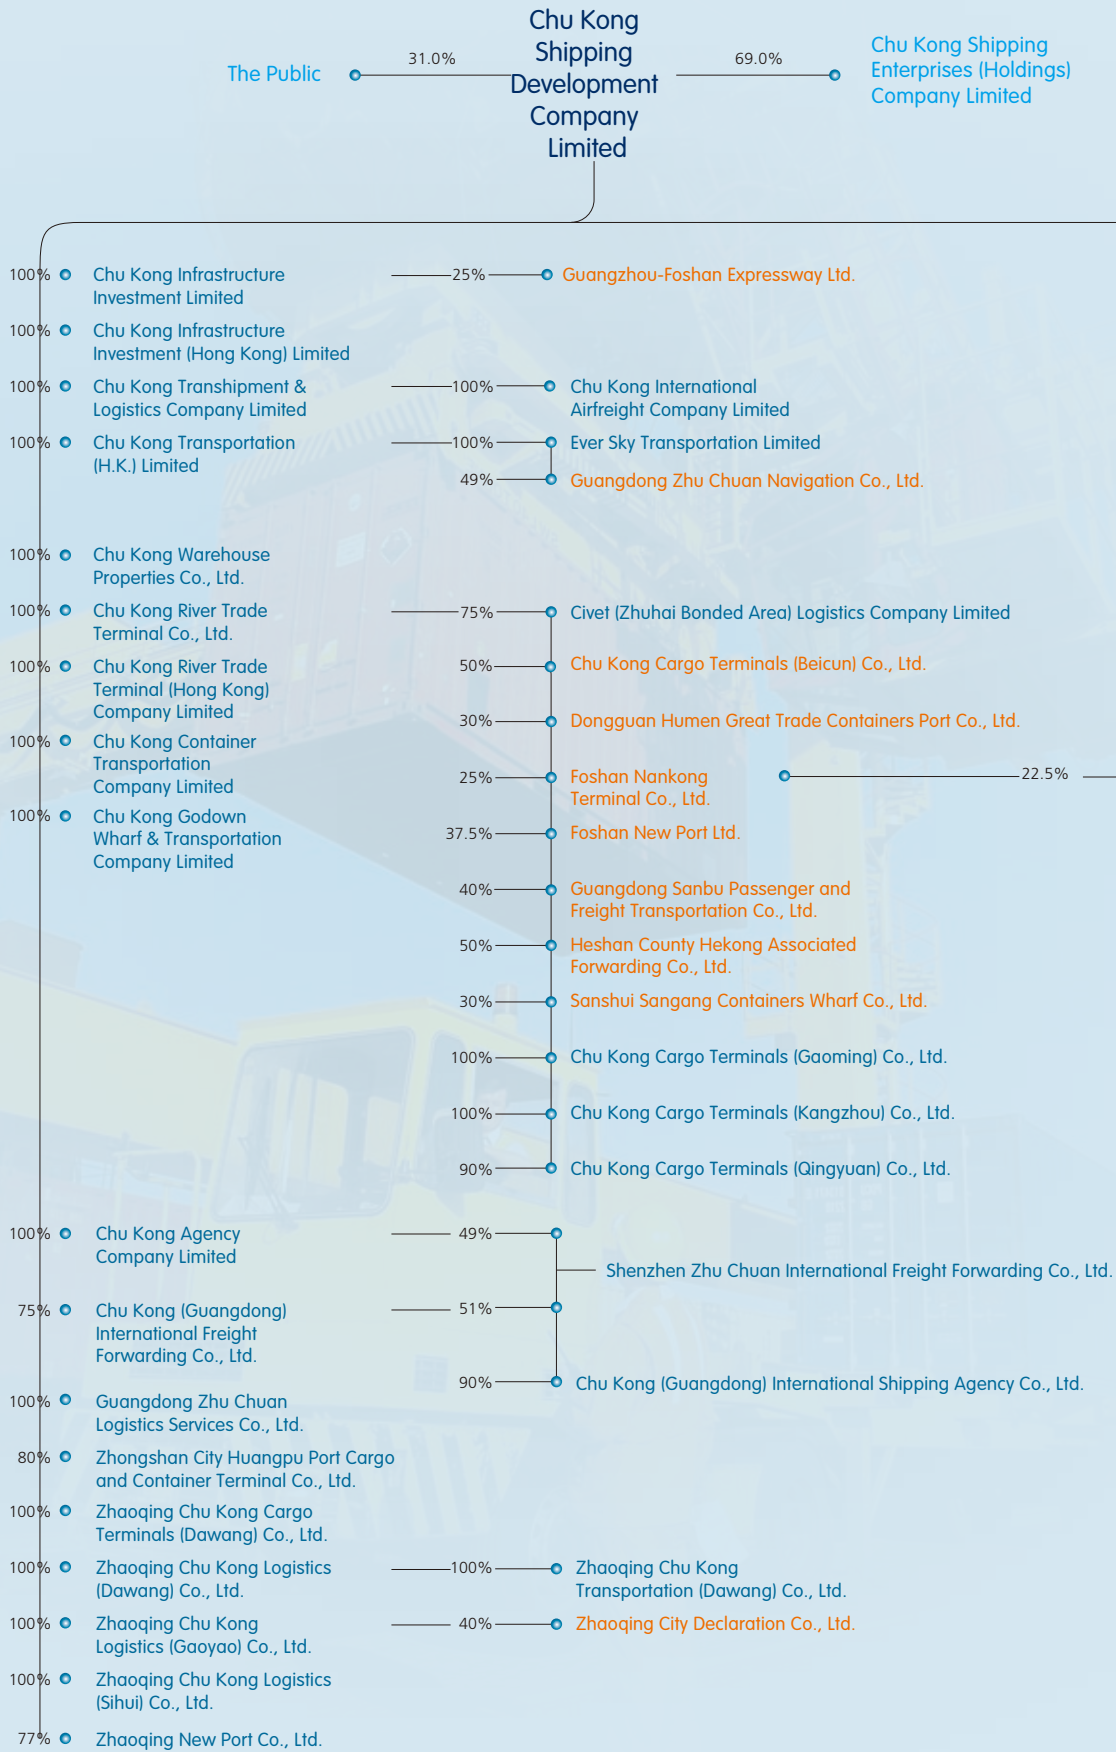 Chu Kong
Shipping
Development
Company
Limited
The Public
31.0%
69.0%
Chu Kong Shipping
Enterprises (Holdings)
Company Limited
100%
Chu Kong Infrastructure
Investment Limited
25%
Guangzhou-Foshan Expressway Ltd.
100%
Chu Kong Infrastructure
Investment (Hong Kong) Limited
100%
Chu Kong Transhipment &
Logistics Company Limited
100%
Chu Kong International
Airfreight Company Limited
100%
Chu Kong Transportation
(H.K.) Limited
100%
Ever Sky Transportation Limited
49%
Guangdong Zhu Chuan Navigation Co., Ltd.
100%
Chu Kong Warehouse
Properties Co., Ltd.
100%
Chu Kong River Trade
Terminal Co., Ltd.
75%
Civet (Zhuhai Bonded Area) Logistics Company Limited
100%
Chu Kong River Trade
Terminal (Hong Kong)
Company Limited
50%
Chu Kong Cargo Terminals (Beicun) Co., Ltd.
30%
Dongguan Humen Great Trade Containers Port Co., Ltd.
100%
Chu Kong Container
Transportation
Company Limited
25%
Foshan Nankong
Terminal Co., Ltd.
22.5%
100%
Chu Kong Godown
Wharf & Transportation
Company Limited
37.5%
Foshan New Port Ltd.
40%
Guangdong Sanbu Passenger and
Freight Transportation Co., Ltd.
50%
Heshan County Hekong Associated
Forwarding Co., Ltd.
30%
Sanshui Sangang Containers Wharf Co., Ltd.
100%
Chu Kong Cargo Terminals (Gaoming) Co., Ltd.
100%
Chu Kong Cargo Terminals (Kangzhou) Co., Ltd.
90%
Chu Kong Cargo Terminals (Qingyuan) Co., Ltd.
100%
Chu Kong Agency
Company Limited
49%
Shenzhen Zhu Chuan International Freight Forwarding Co., Ltd.
75%
Chu Kong (Guangdong)
International Freight
Forwarding Co., Ltd.
51%
90%
Chu Kong (Guangdong) International Shipping Agency Co., Ltd.
100%
Guangdong Zhu Chuan
Logistics Services Co., Ltd.
80%
Zhongshan City Huangpu Port Cargo
and Container Terminal Co., Ltd.
100%
Zhaoqing Chu Kong Cargo
Terminals (Dawang) Co., Ltd.
100%
Zhaoqing Chu Kong Logistics
(Dawang) Co., Ltd.
100%
Zhaoqing Chu Kong
Transportation (Dawang) Co., Ltd.
100%
Zhaoqing Chu Kong
Logistics (Gaoyao) Co., Ltd.
40%
Zhaoqing City Declaration Co., Ltd.
100%
Zhaoqing Chu Kong Logistics
(Sihui) Co., Ltd.
77%
Zhaoqing New Port Co., Ltd.